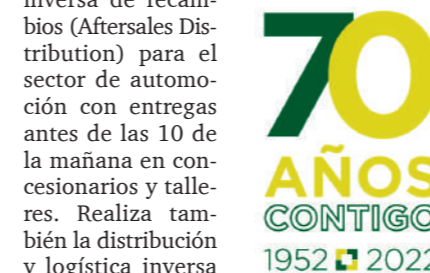 inversa de recam-
bios (Aftersales Dis-
tribution) para el
sector de automo-
ción con entregas
antes de las 10 de
la mañana en con-
cesionarios y talle-
res. Realiza tam-
bién la distribución
y logística inversa
70
AÑOS
CONTIGO
1952 2022